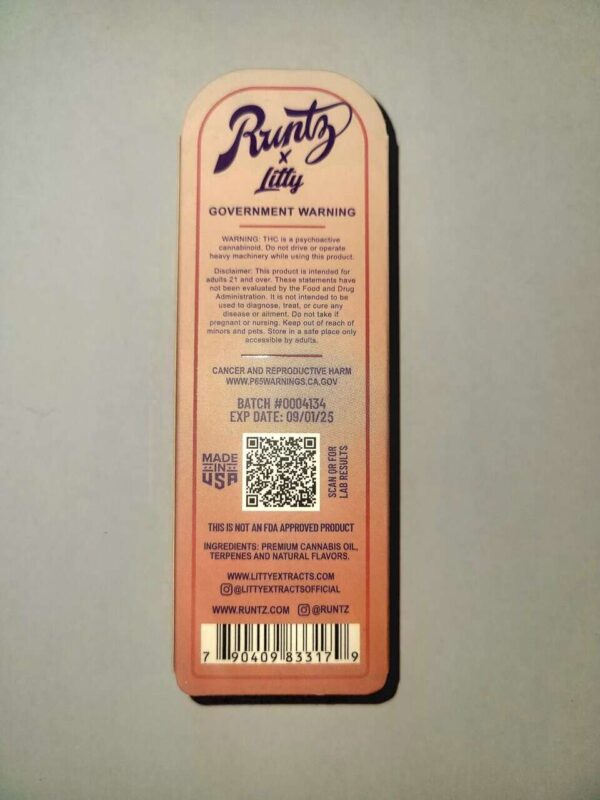 Runtz
x
Litty
GOVERNMENT WARNING
WARNING: THC is a psychoactive
cannabinoid. Do not drive or operate
heavy machinery while using this product.
Disclaimer: This product is intended for
adults 21 and over. These statements have
not been evaluated by the Food and Drug
Administration. It is not intended to be
used to diagnose, treat, or cure any
disease or ailment. Do not take if
pregnant or nursing. Keep out of reach of
minors and pets. Store in a safe place only
accessible by adults.
CANCER AND REPRODUCTIVE HARM
WWW.P65WARNINGS.CA.GOV
BATCH #0004134
EXP DATE: 09/01/25
MADE
IN
USA
SCAN QR FOR
LAB RESULTS
THIS IS NOT AN FDA APPROVED PRODUCT
INGREDIENTS: PREMIUM CANNABIS OIL,
TERPENES AND NATURAL FLAVORS.
WWW.LITTYEXTRACTS.COM
@LITTYEXTRACTSOFFICIAL
WWW.RUNTZ.COM @RUNTZ
7 90409 83317 9